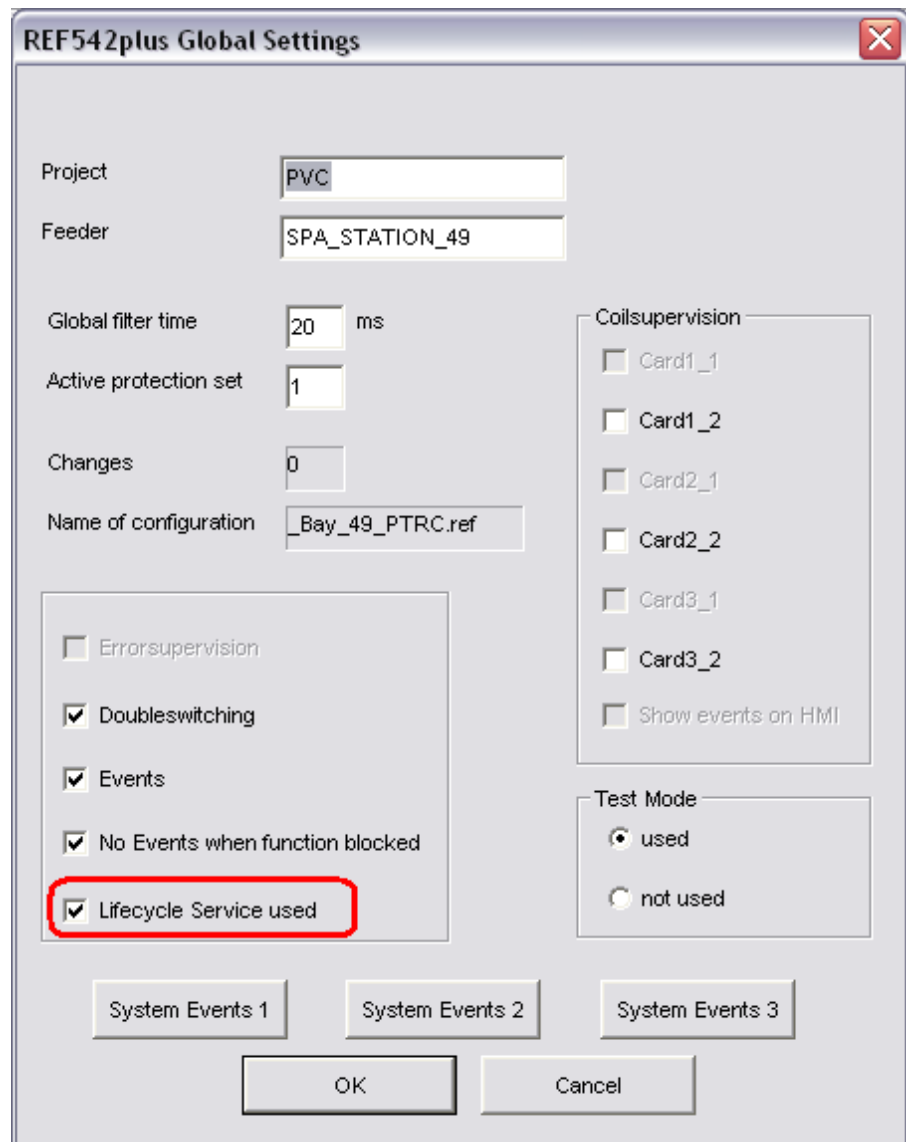 REF542plus Global Settings
Project
PVC
Feeder
SPA_STATION_49
Global filter time
20
ms
Active protection set
1
Changes
0
Name of configuration
_Bay_49_PTRC.ref
Errorsupervision
Doubleswitching
Events
No Events when function blocked
Lifecycle Service used
Coilsupervision
Card1_1
Card1_2
Card2_1
Card2_2
Card3_1
Card3_2
Show events on HMI
Test Mode
used
not used
System Events 1
System Events 2
System Events 3
OK
Cancel